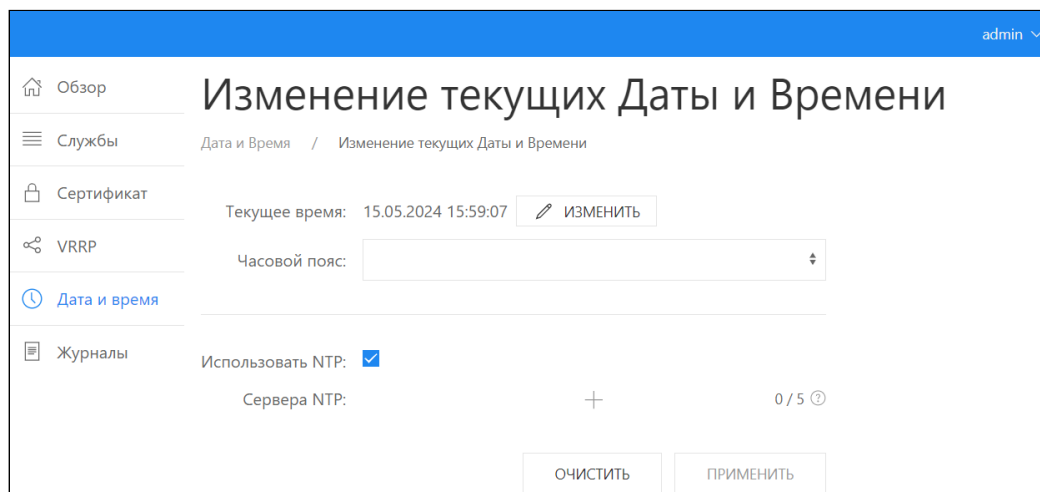 admin
Обзор
Службы
Сертификат
VRRP
Дата и время
Журналы
Изменение текущих Даты и Времени
Дата и Время / Изменение текущих Даты и Времени
Текущее время: 15.05.2024 15:59:07 ИЗМЕНИТЬ
Часовой пояс:
Использовать NTP:
Сервера NTP: 0 / 5
ОЧИСТИТЬ ПРИМЕНИТЬ